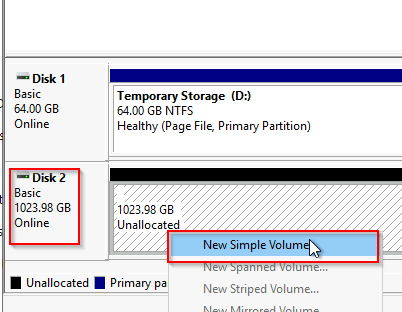 Disk 1
Basic
64.00 GB
Online
Temporary Storage (D:)
64.00 GB NTFS
Healthy (Page File, Primary Partition)
Disk 2
Basic
1023.98 GB
Online
1023.98 GB
Unallocated
New Simple Volume
New Spanned Volume...
New Striped Volume...
New Mirrored Volume
Unallocated
Primary pa